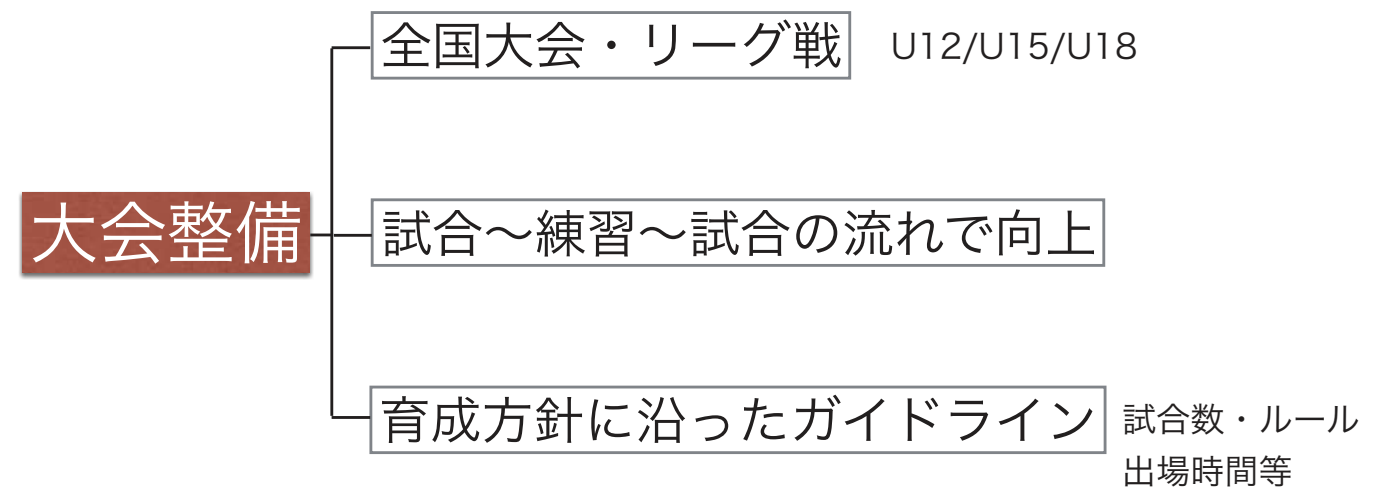 全国大会・リーグ戦
U12/U15/U18
大会整備
試合〜練習〜試合の流れで向上
育成方針に沿ったガイドライン
試合数・ルール
出場時間等